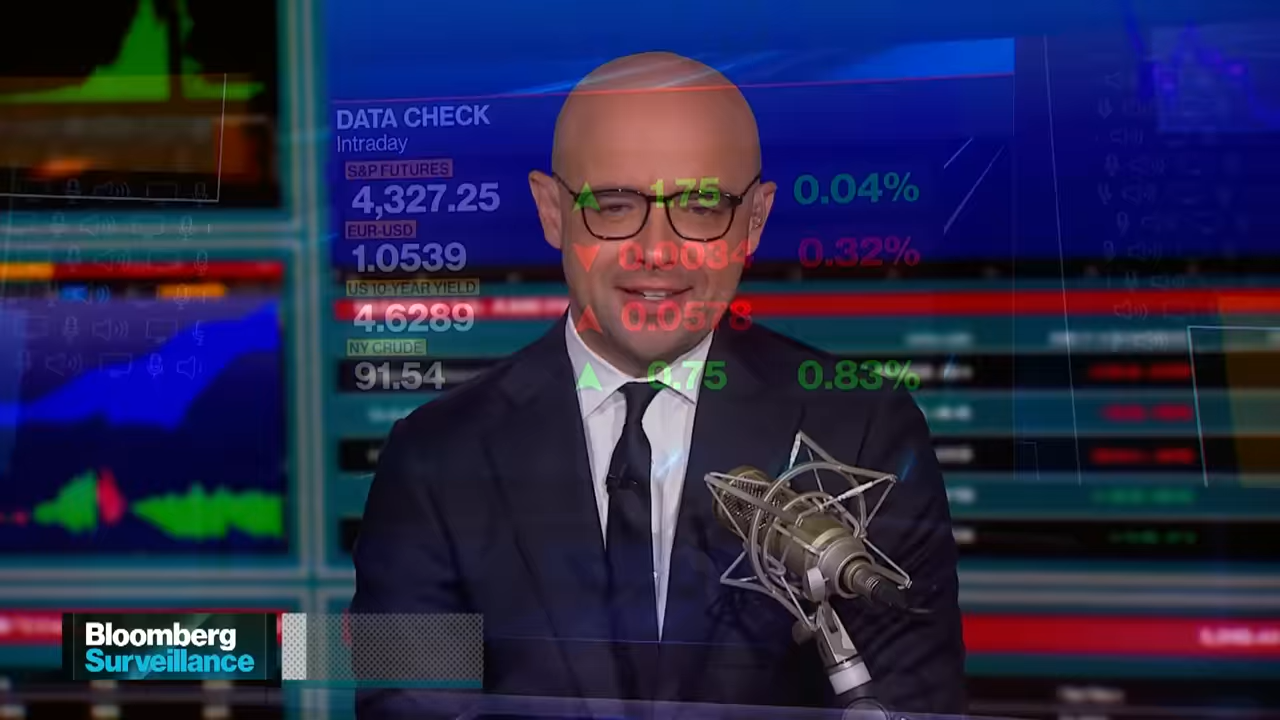 DATA CHECK
Intraday
S&P FUTURES
4,327.25 1.75 0.04%
EUR-USD
1.0539 0.0034 0.32%
US 10-YEAR YIELD
4.6289 0.0578
NY CRUDE
91.54 0.75 0.83%
Bloomberg
Surveillance